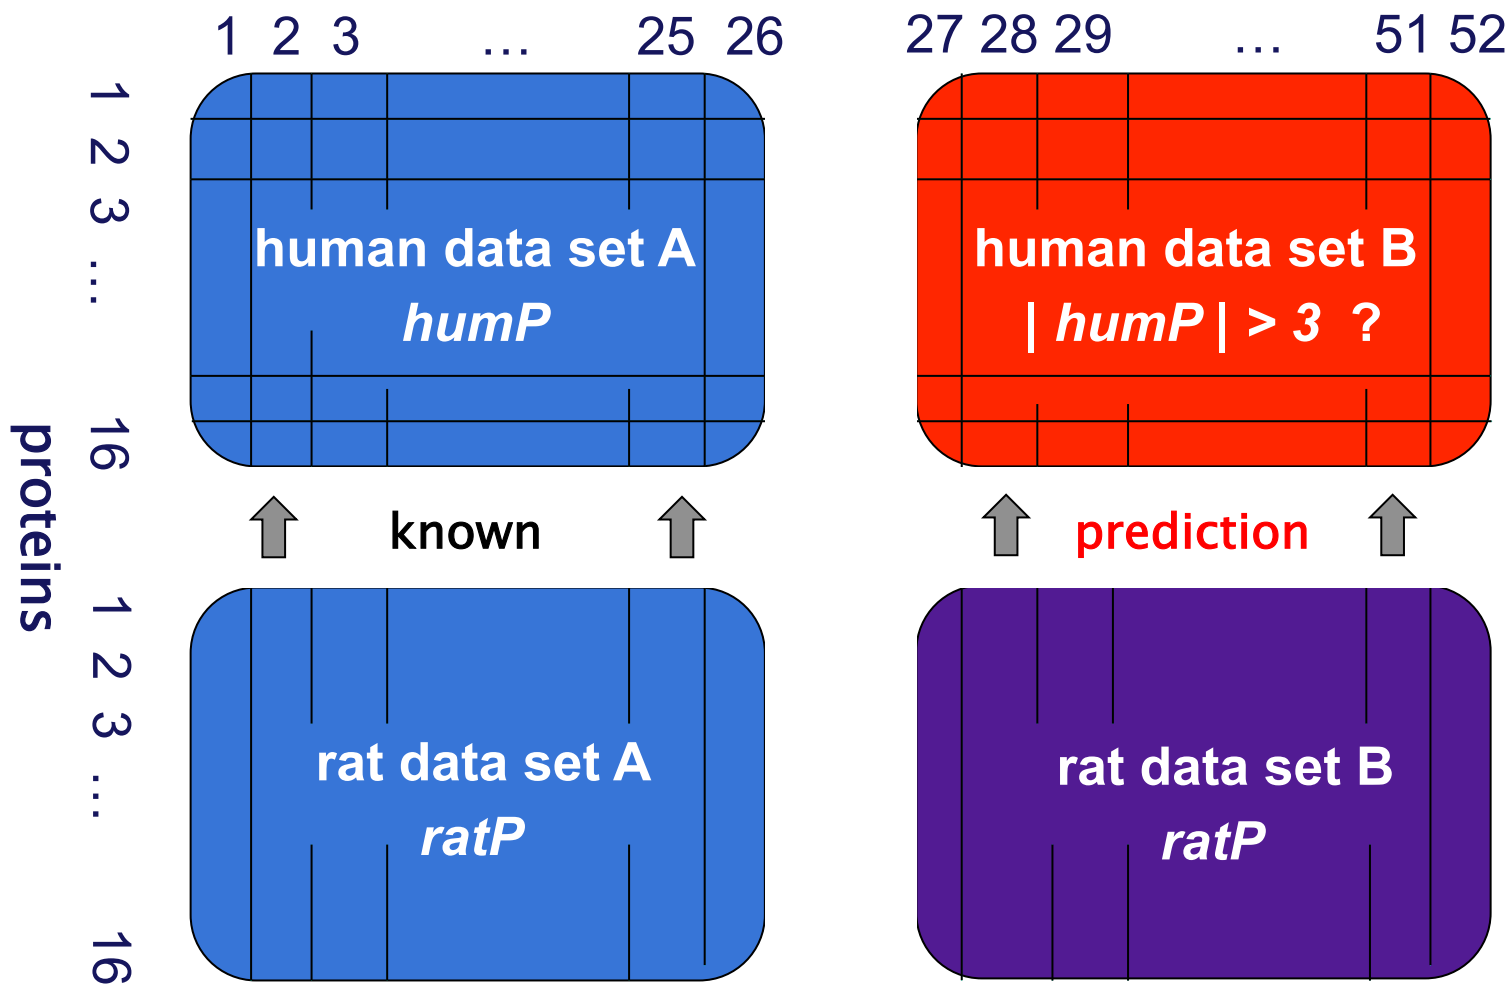 1 2 3 … 25 26
27 28 29 … 51 52
1
2
3
…
16
human data set A
humP
human data set B
| humP | > 3 ?
proteins
known
prediction
1
2
3
…
16
rat data set A
ratP
rat data set B
ratP